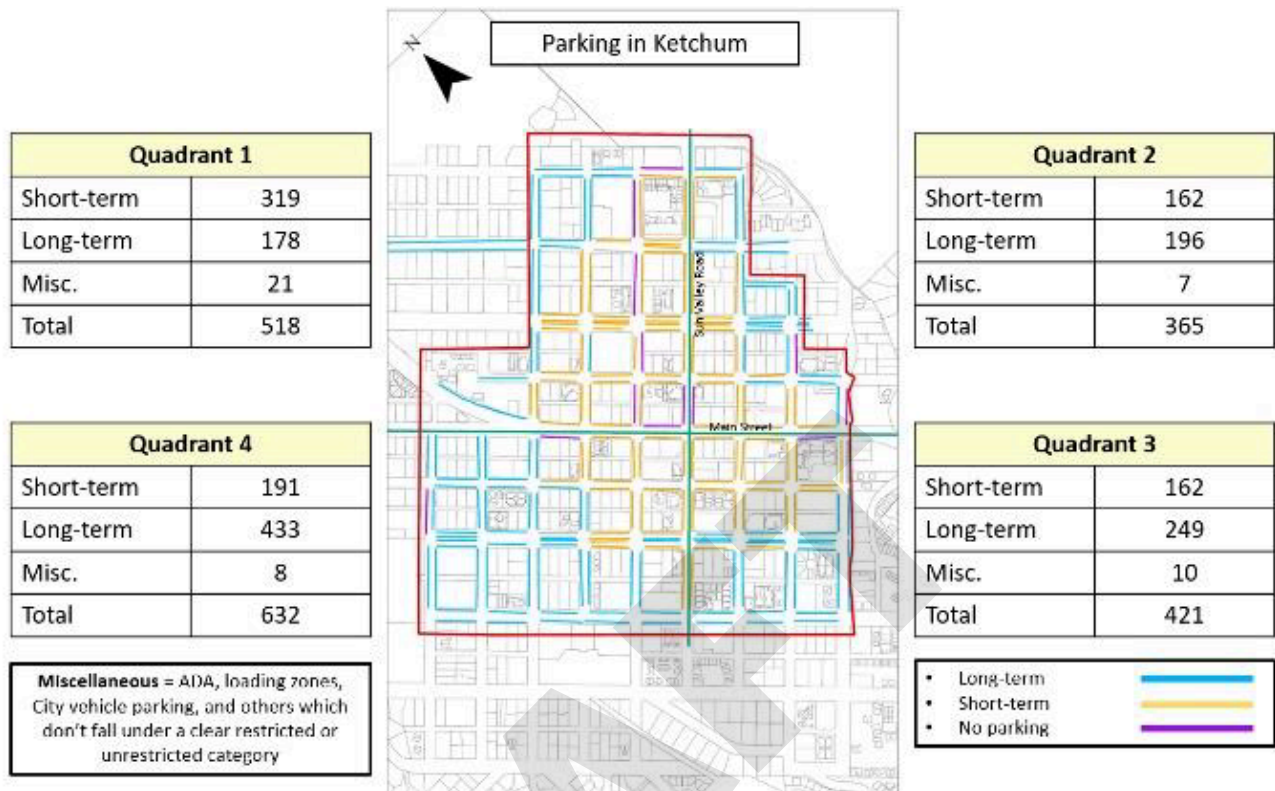 Parking in Ketchum
N
Quadrant 1
Short-term 319
Long-term 178
Misc. 21
Total 518
Quadrant 2
Short-term 162
Long-term 196
Misc. 7
Total 365
Sun Valley Road
Main Street
Quadrant 4
Short-term 191
Long-term 433
Misc. 8
Total 632
Quadrant 3
Short-term 162
Long-term 249
Misc. 10
Total 421
Miscellaneous = ADA, loading zones,
City vehicle parking, and others which
don't fall under a clear restricted or
unrestricted category
• Long-term
• Short-term
• No parking